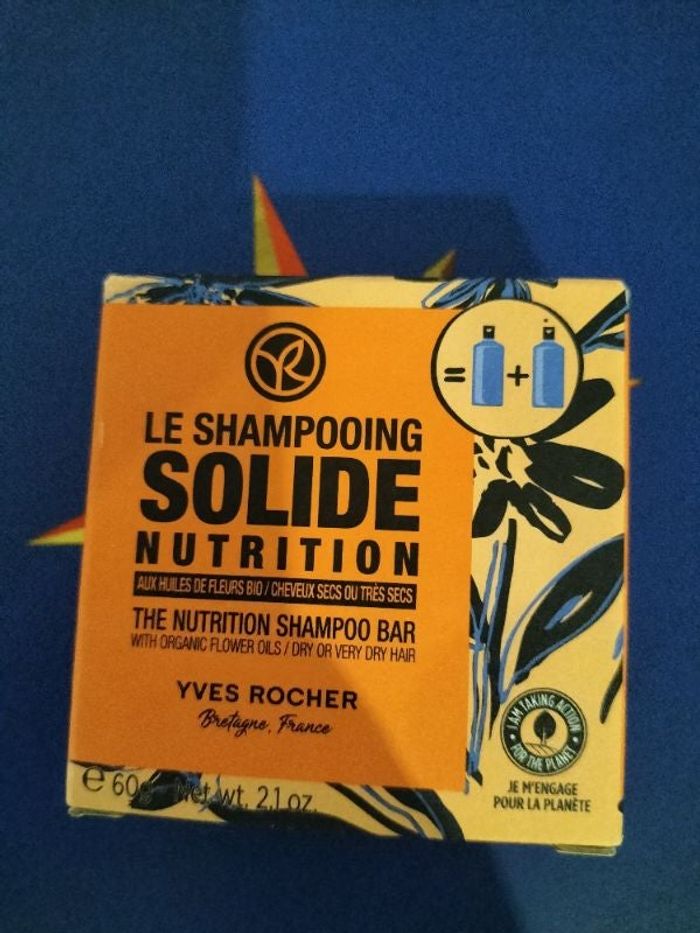 = +
LE SHAMPOOING
SOLIDE
NUTRITION
AUX HUILES DE FLEURS BIO / CHEVEUX SECS OU TRÈS SECS
THE NUTRITION SHAMPOO BAR
WITH ORGANIC FLOWER OILS / DRY OR VERY DRY HAIR
YVES ROCHER
Bretagne, France
I AM TAKING ACTION
• FOR THE PLANET •
JE M'ENGAGE
POUR LA PLANÈTE
e 60g Net wt. 2.1 oz.